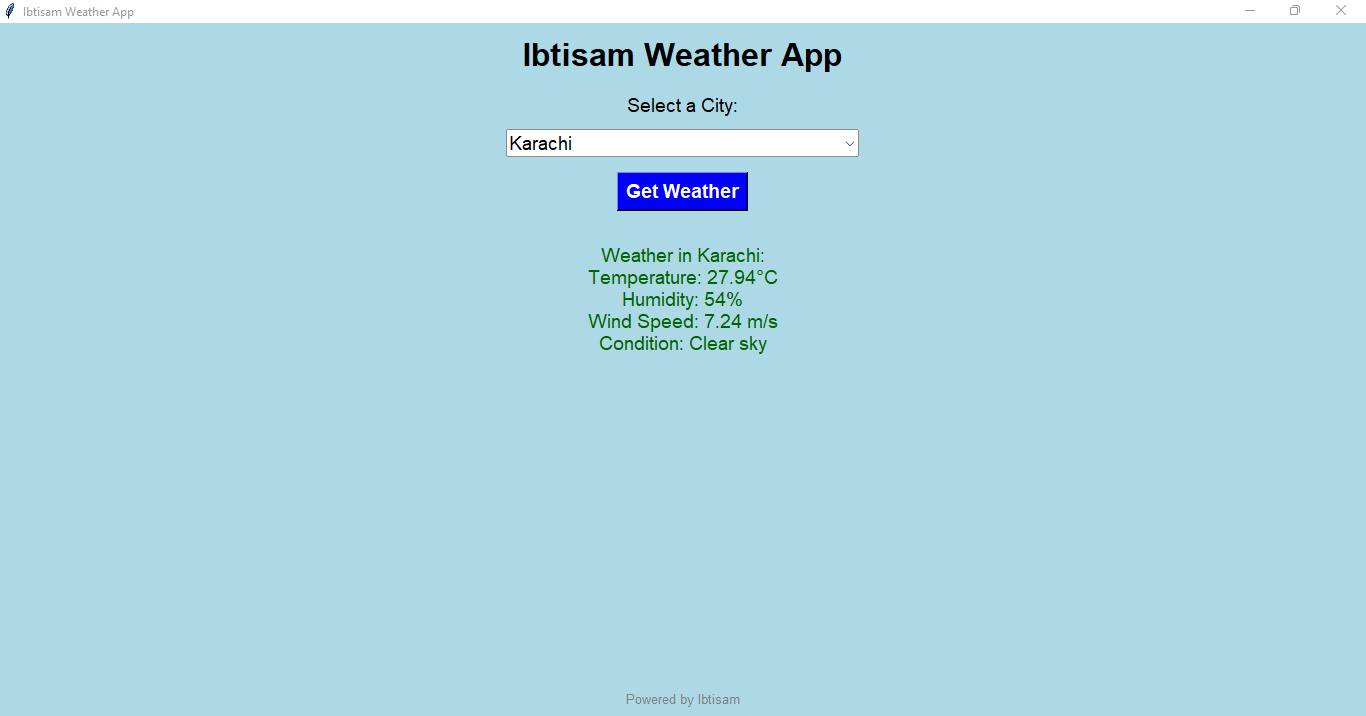 Ibtisam Weather App
Ibtisam Weather App
Select a City:
Karachi
Get Weather
Weather in Karachi:
Temperature: 27.94°C
Humidity: 54%
Wind Speed: 7.24 m/s
Condition: Clear sky
Powered by Ibtisam